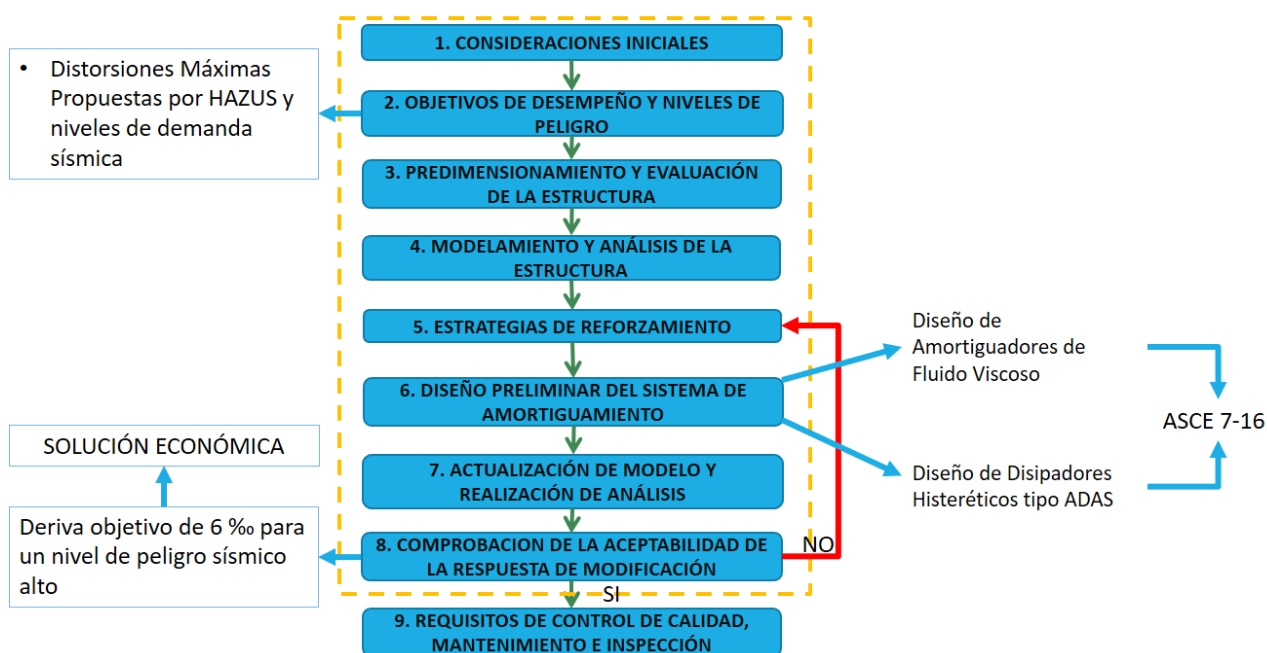 1. CONSIDERACIONES INICIALES
• Distorsiones Máximas
Propuestas por HAZUS y
niveles de demanda
sísmica
2. OBJETIVOS DE DESEMPEÑO Y NIVELES DE
PELIGRO
3. PREDIMENSIONAMIENTO Y EVALUACIÓN
DE LA ESTRUCTURA
4. MODELAMIENTO Y ANÁLISIS DE LA
ESTRUCTURA
5. ESTRATEGIAS DE REFORZAMIENTO
Diseño de
Amortiguadores de
Fluido Viscoso
6. DISEÑO PRELIMINAR DEL SISTEMA DE
AMORTIGUAMIENTO
ASCE 7-16
SOLUCIÓN ECONÓMICA
7. ACTUALIZACIÓN DE MODELO Y
REALIZACIÓN DE ANÁLISIS
Diseño de Disipadores
Histeréticos tipo ADAS
Deriva objetivo de 6 ‰ para
un nivel de peligro sísmico
alto
8. COMPROBACION DE LA ACEPTABILIDAD DE
LA RESPUESTA DE MODIFICACIÓN
NO
SI
9. REQUISITOS DE CONTROL DE CALIDAD,
MANTENIMIENTO E INSPECCIÓN